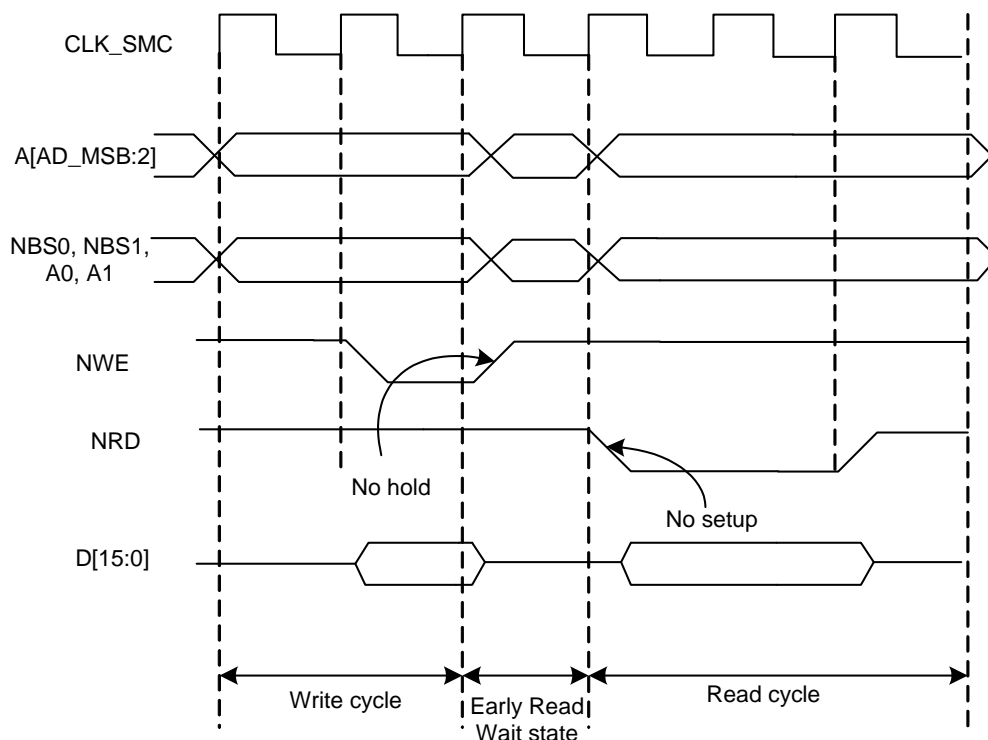 CLK_SMC
A[AD_MSB:2]
NBS0, NBS1,
A0, A1
NWE
NRD
No hold
No setup
D[15:0]
Write cycle
Early Read
Wait state
Read cycle